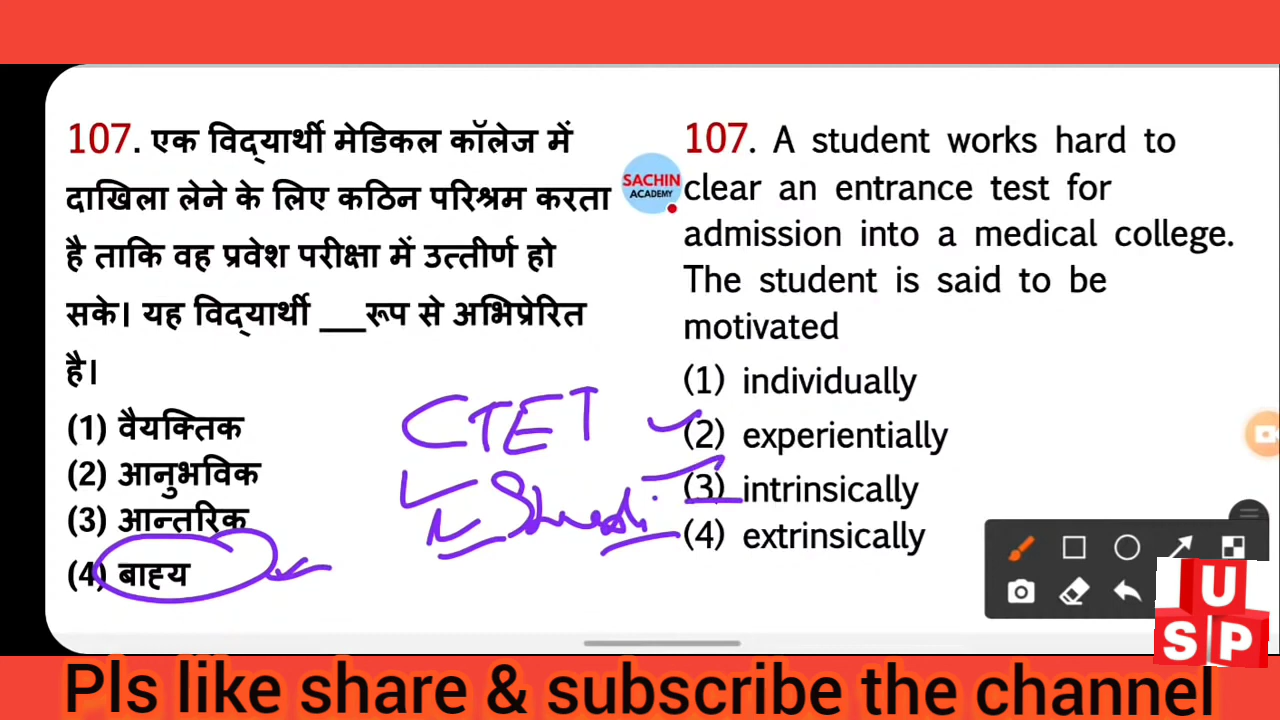 107. एक विद्यार्थी मेडिकल कॉलेज में
दाखिला लेने के लिए कठिन परिश्रम करता
है ताकि वह प्रवेश परीक्षा में उत्तीर्ण हो
सके। यह विद्यार्थी ___रूप से अभिप्रेरित
है।
(1) वैयक्तिक
(2) आनुभविक
(3) आन्तरिक
(4) बाह्य
CTET
SACHIN
ACADEMY
107. A student works hard to
clear an entrance test for
admission into a medical college.
The student is said to be
motivated
(1) individually
(2) experientially
(3) intrinsically
(4) extrinsically
U
S P
Pls like share & subscribe the channel